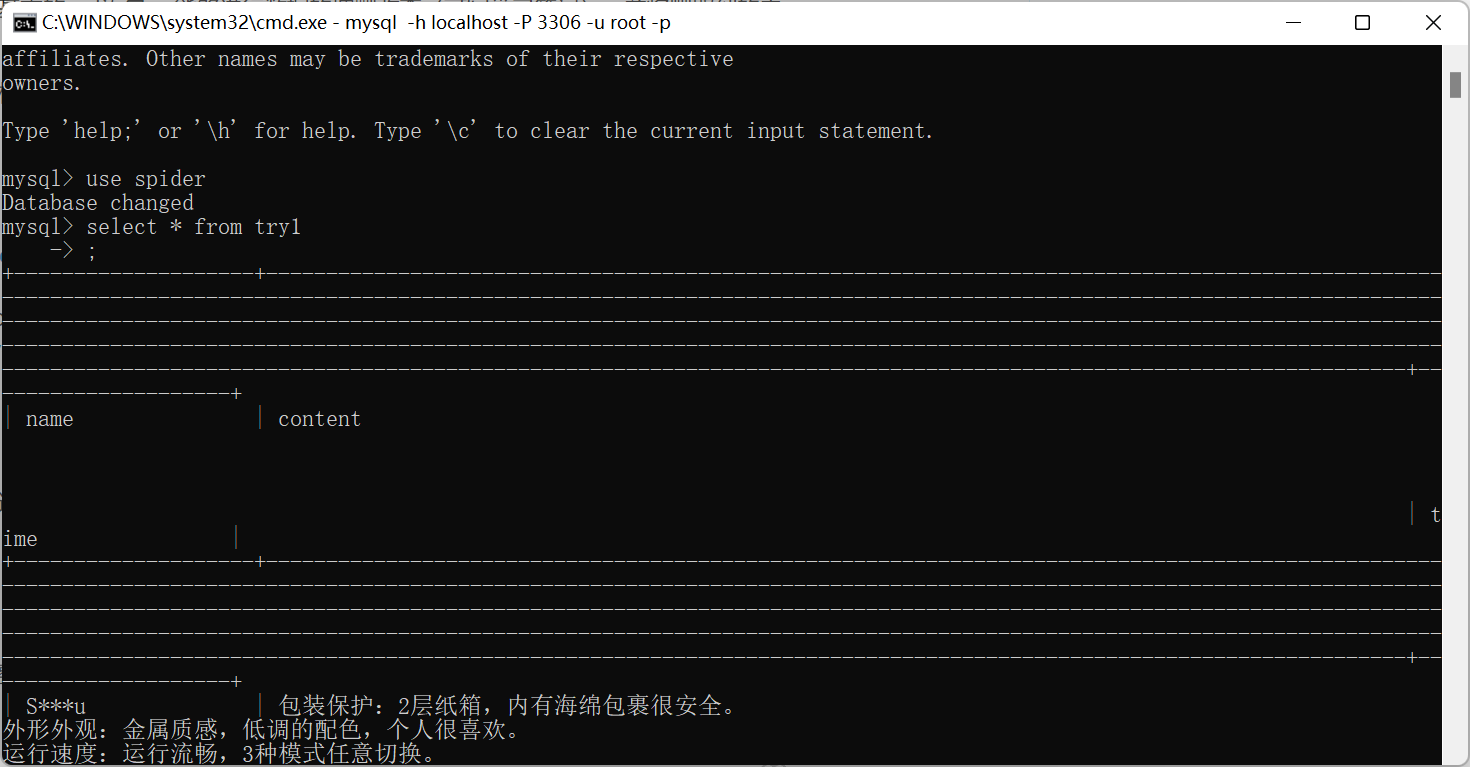 C:\WINDOWS\system32\cmd.exe - mysql  -h localhost -P 3306 -u root -p
affiliates. Other names may be trademarks of their respective
owners.
Type 'help;' or '\h' for help. Type '\c' to clear the current input statement.
mysql> use spider
Database changed
mysql> select * from try1
    -> ;
| name               | content
| t
ime                |
| S***u              | 包装保护：2层纸箱，内有海绵包裹很安全。
外形外观：金属质感，低调的配色，个人很喜欢。
运行速度：运行流畅，3种模式任意切换。